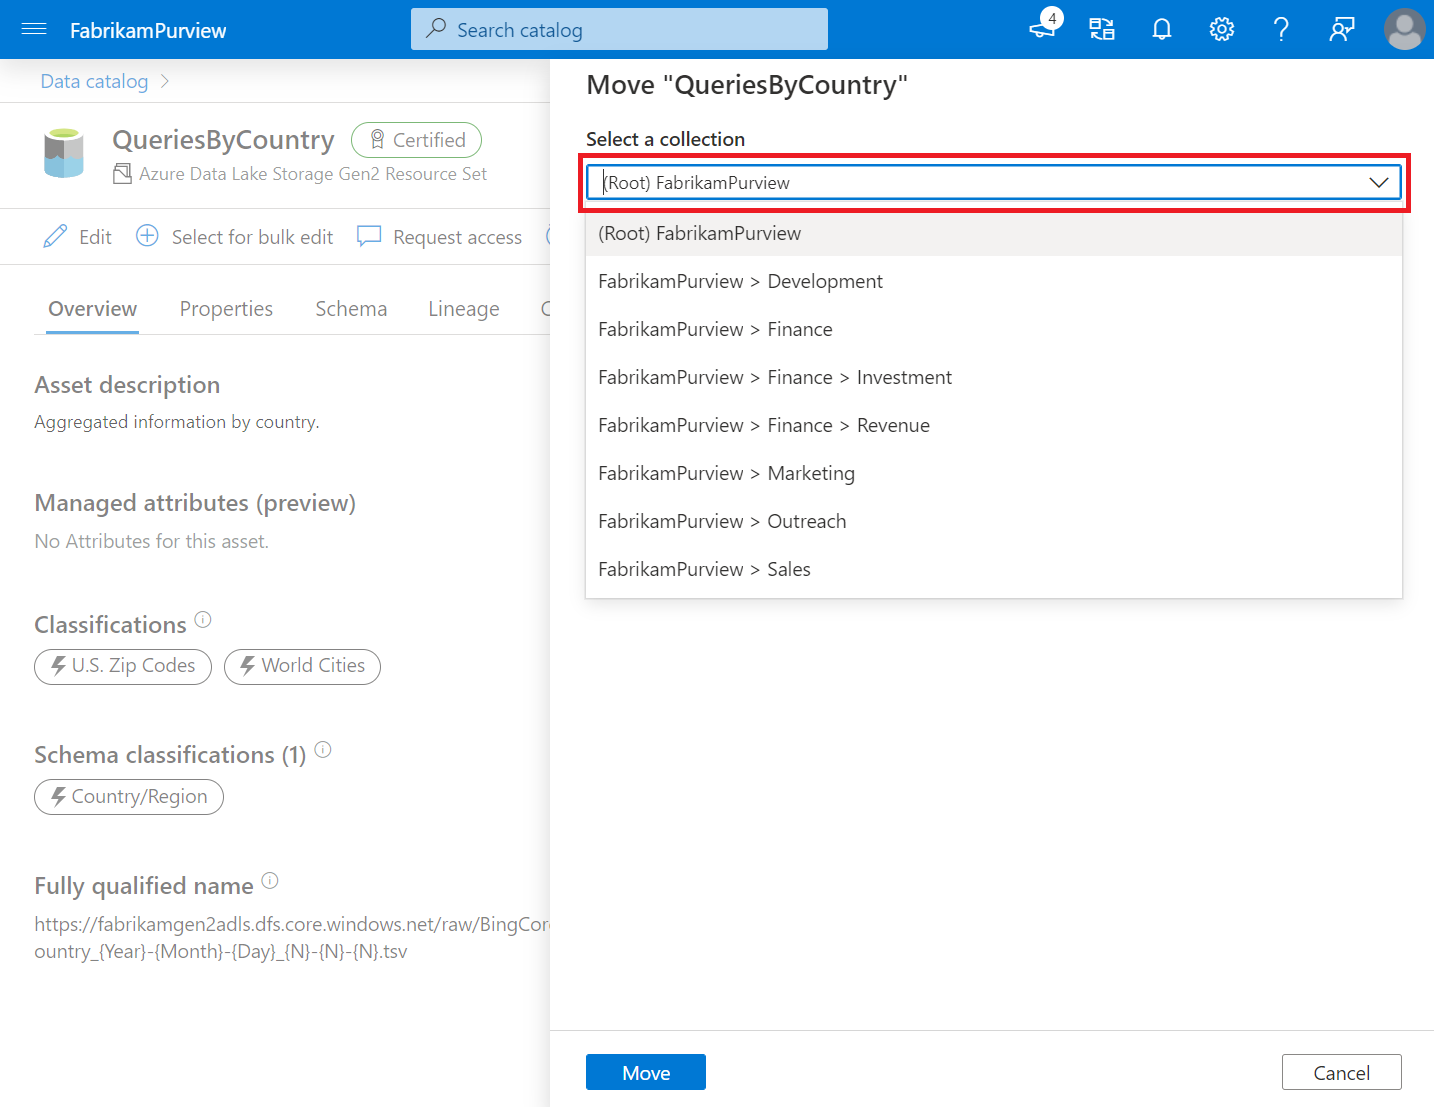 FabrikamPurview
Search catalog
4
Data catalog
QueriesByCountry
Certified
Azure Data Lake Storage Gen2 Resource Set
Edit
Select for bulk edit
Request access
Overview
Properties
Schema
Lineage
Asset description
Aggregated information by country.
Managed attributes (preview)
No Attributes for this asset.
Classifications
U.S. Zip Codes
World Cities
Schema classifications (1)
Country/Region
Fully qualified name
https://fabrikamgen2adls.dfs.core.windows.net/raw/BingCor
ountry_{Year}-{Month}-{Day}_{N}-{N}-{N}.tsv
Move "QueriesByCountry"
Select a collection
(Root) FabrikamPurview
(Root) FabrikamPurview
FabrikamPurview > Development
FabrikamPurview > Finance
FabrikamPurview > Finance > Investment
FabrikamPurview > Finance > Revenue
FabrikamPurview > Marketing
FabrikamPurview > Outreach
FabrikamPurview > Sales
Move
Cancel